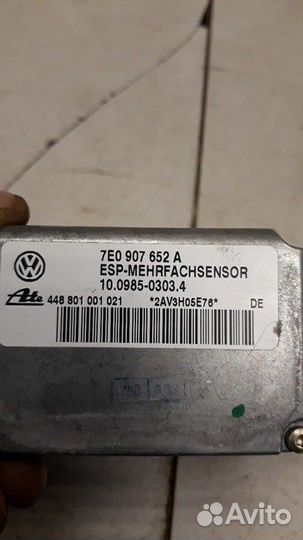 7E0 907 652 A
ESP-MEHRFACHSENSOR
10.0985-0303.4
Ate 448 801 001 021 *2AV3H05E76* DE
Avito